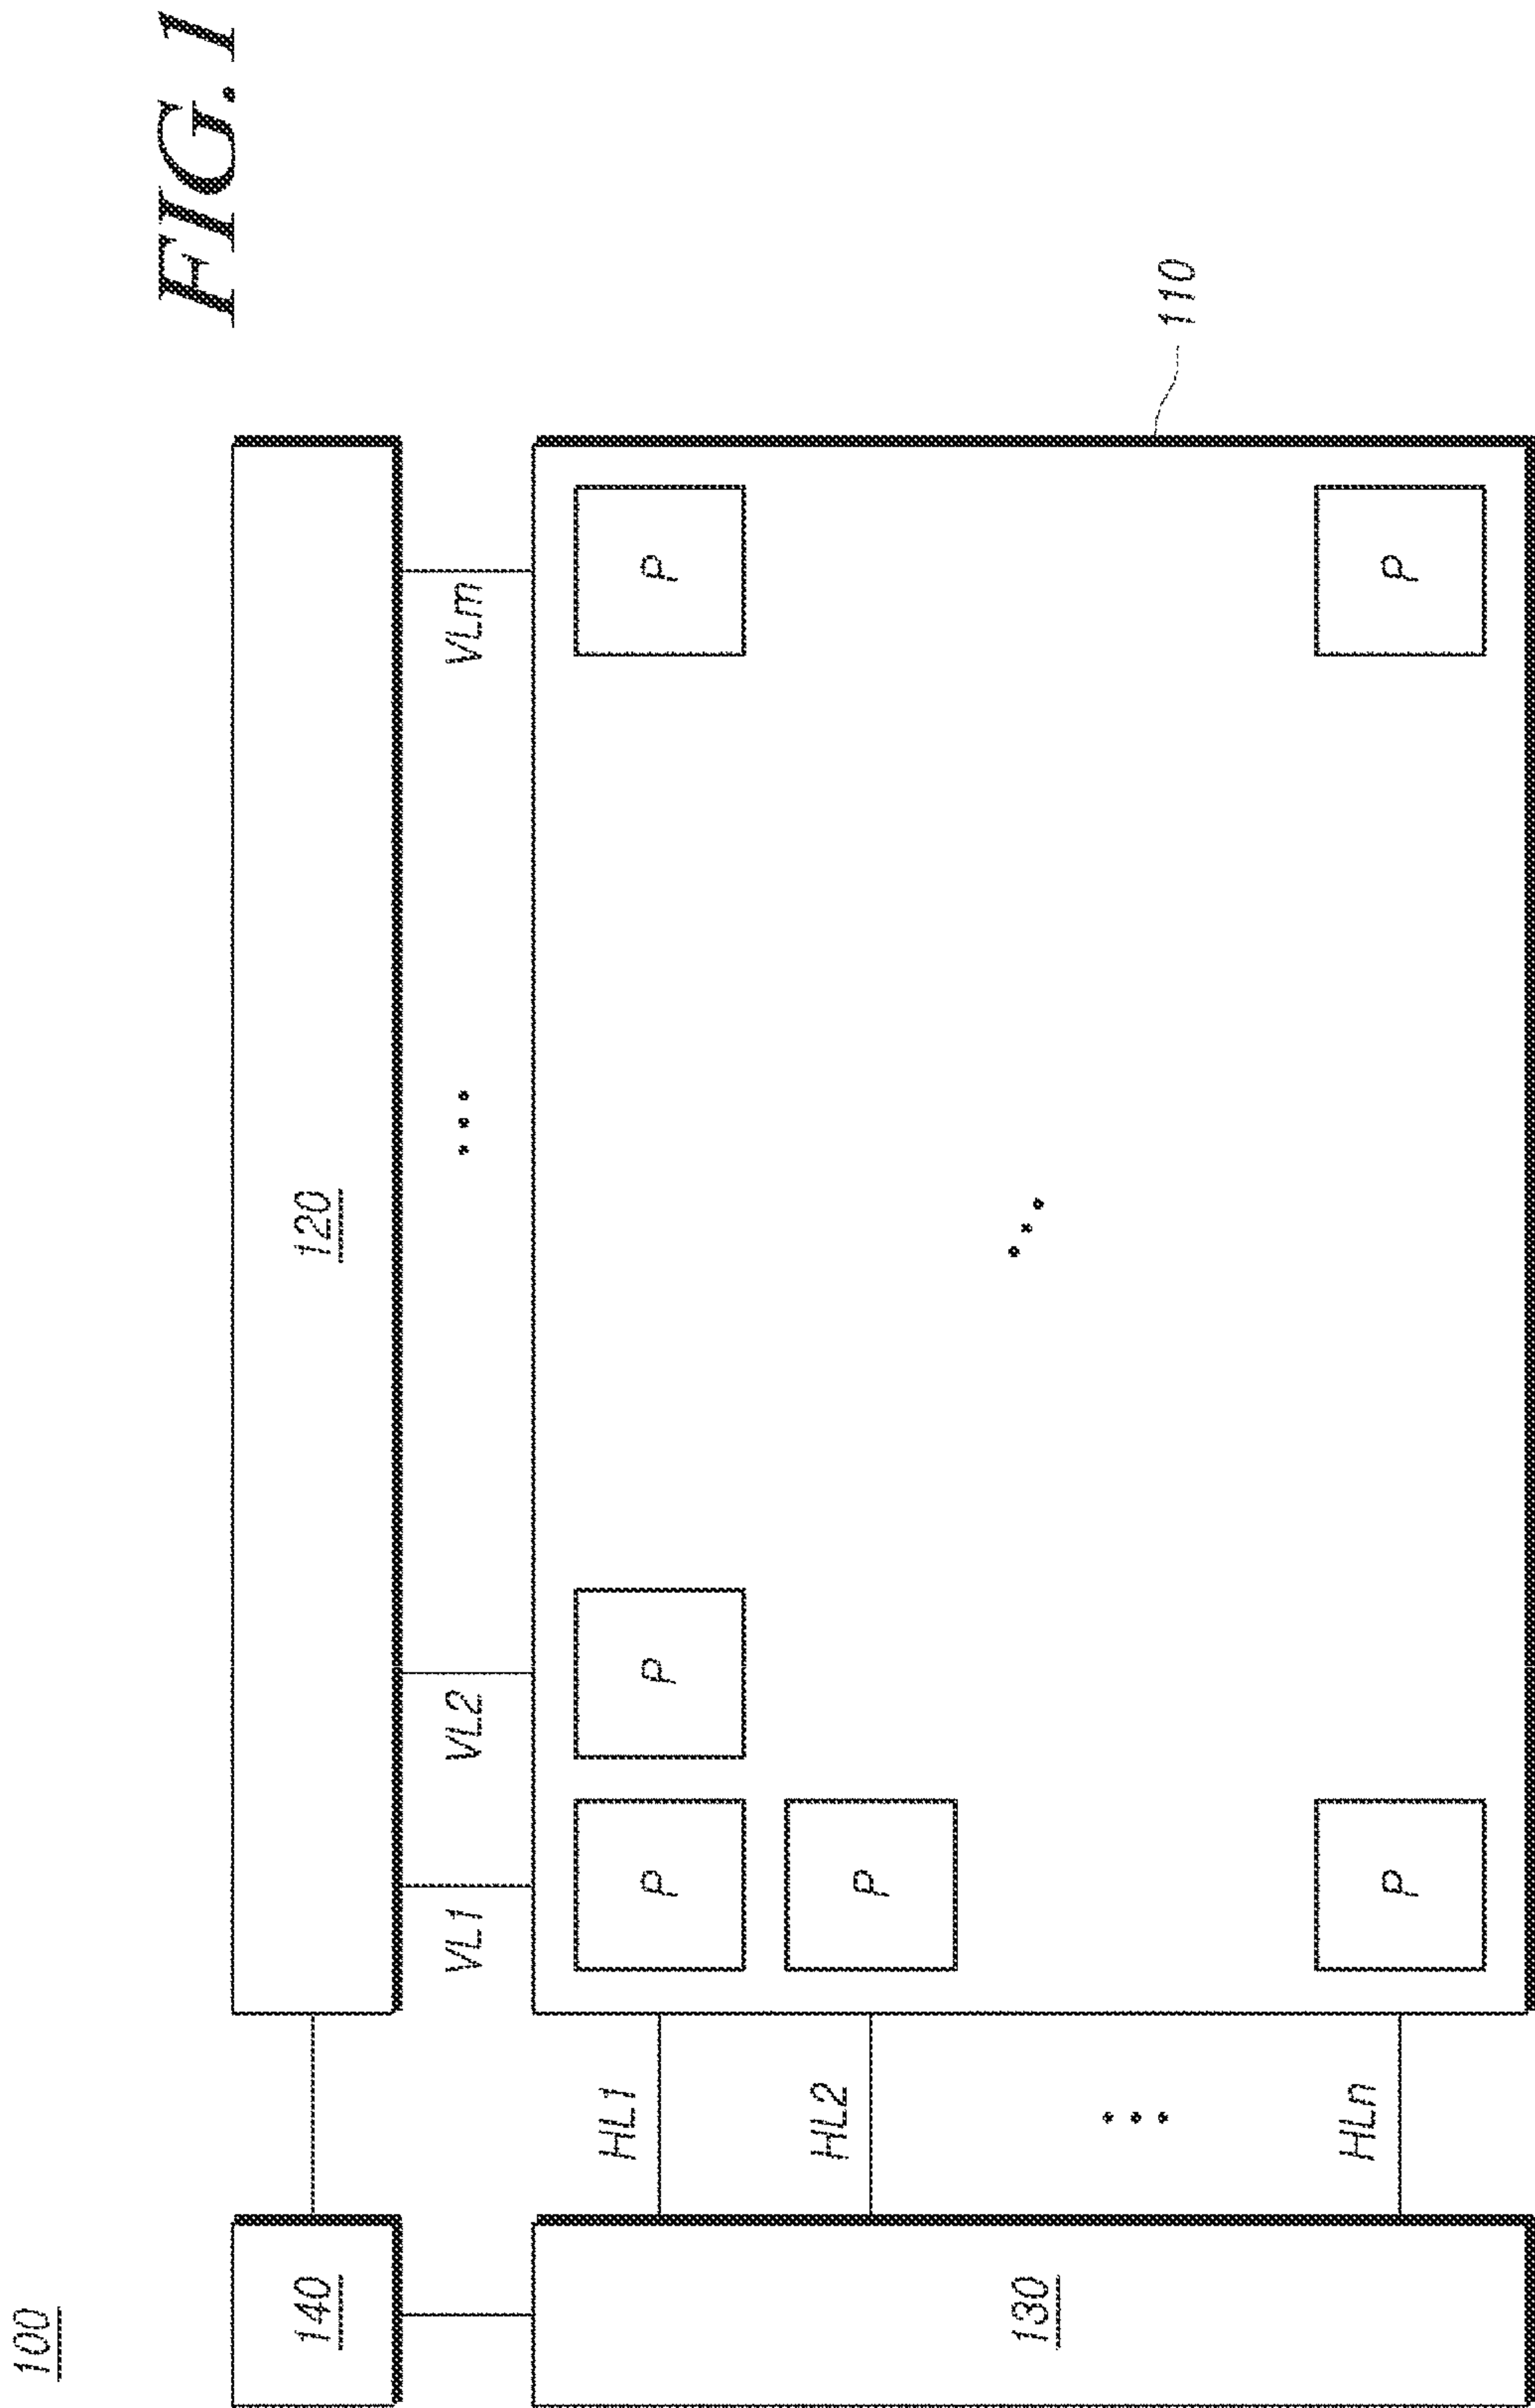 FIG. 1
100
140
120
VL1
VL2
• • •
VLm
HL1
P
P
P
HL2
P
• • •
• • •
110
HLn
P
P
130